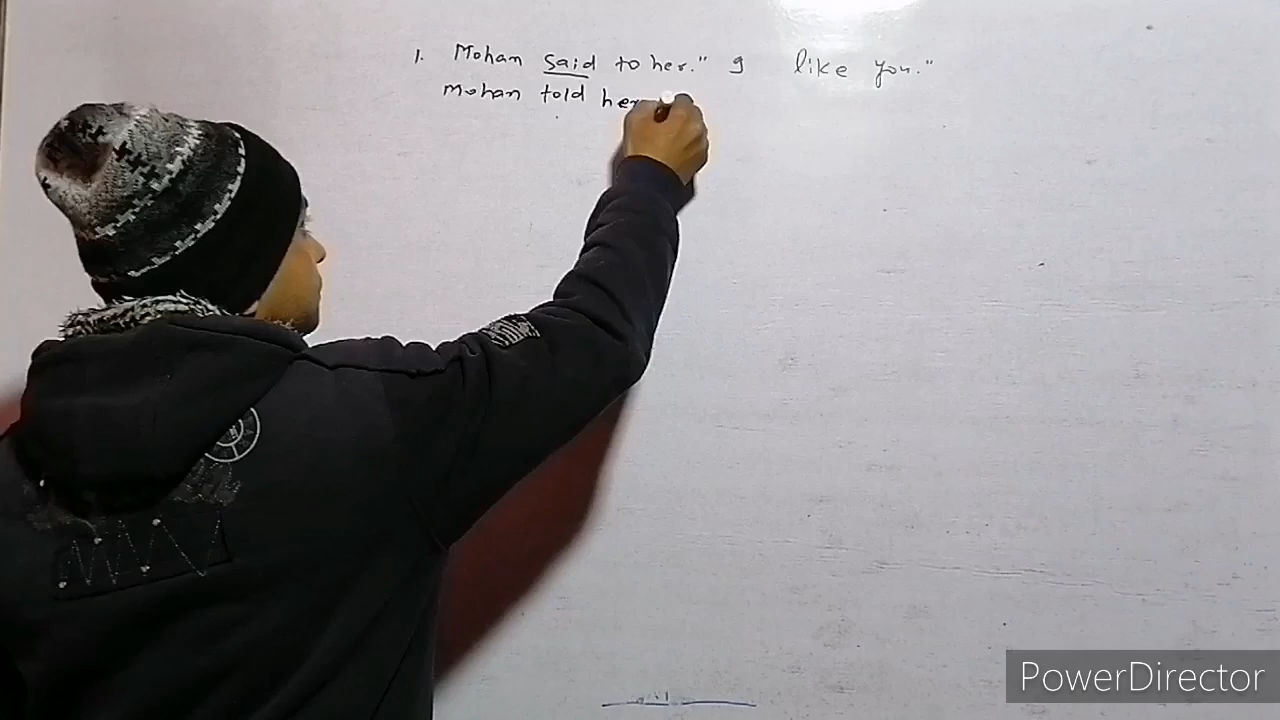 1. Mohan said to her." I like you."
Mohan told her
PowerDirector